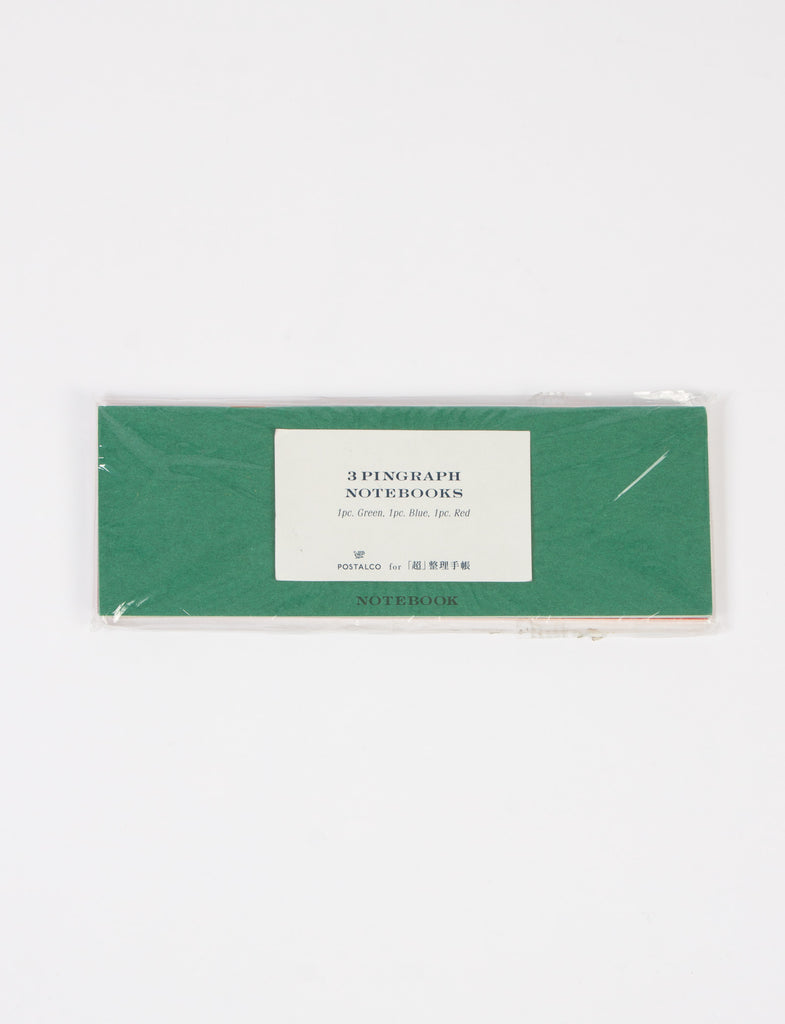 3 PINGRAPH
NOTEBOOKS
1pc. Green, 1pc. Blue, 1pc. Red
POSTALCO for 「超」整理手帳
NOTEBOOK